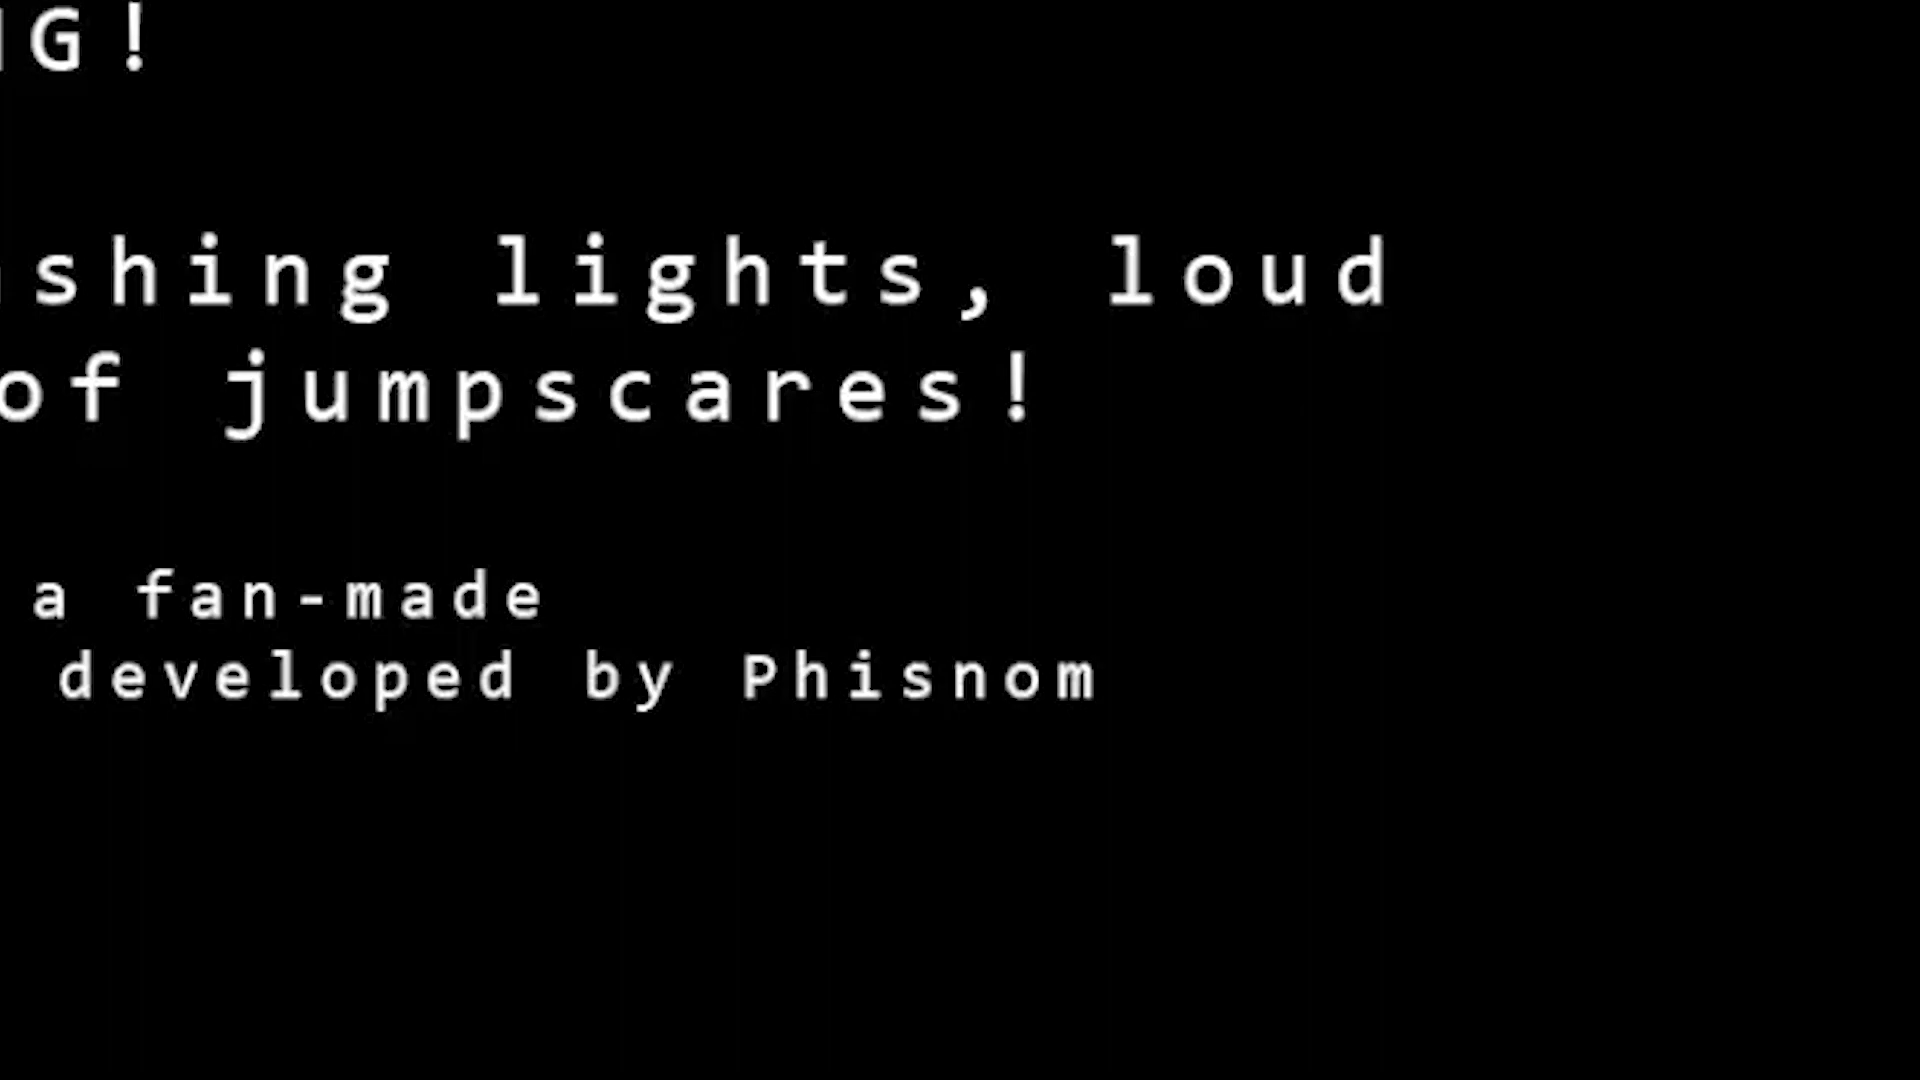 G!
shing lights, loud
of jumpscares!
a fan-made
developed by Phisnom